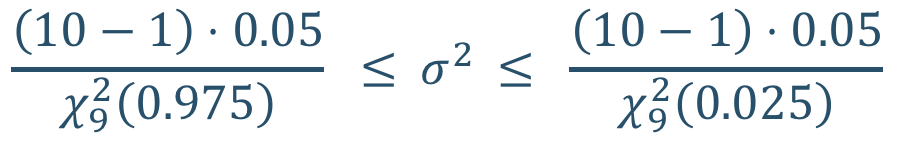 (10 − 1) · 0.05 / χ²₉(0.975) ≤ σ² ≤ (10 − 1) · 0.05 / χ²₉(0.025)